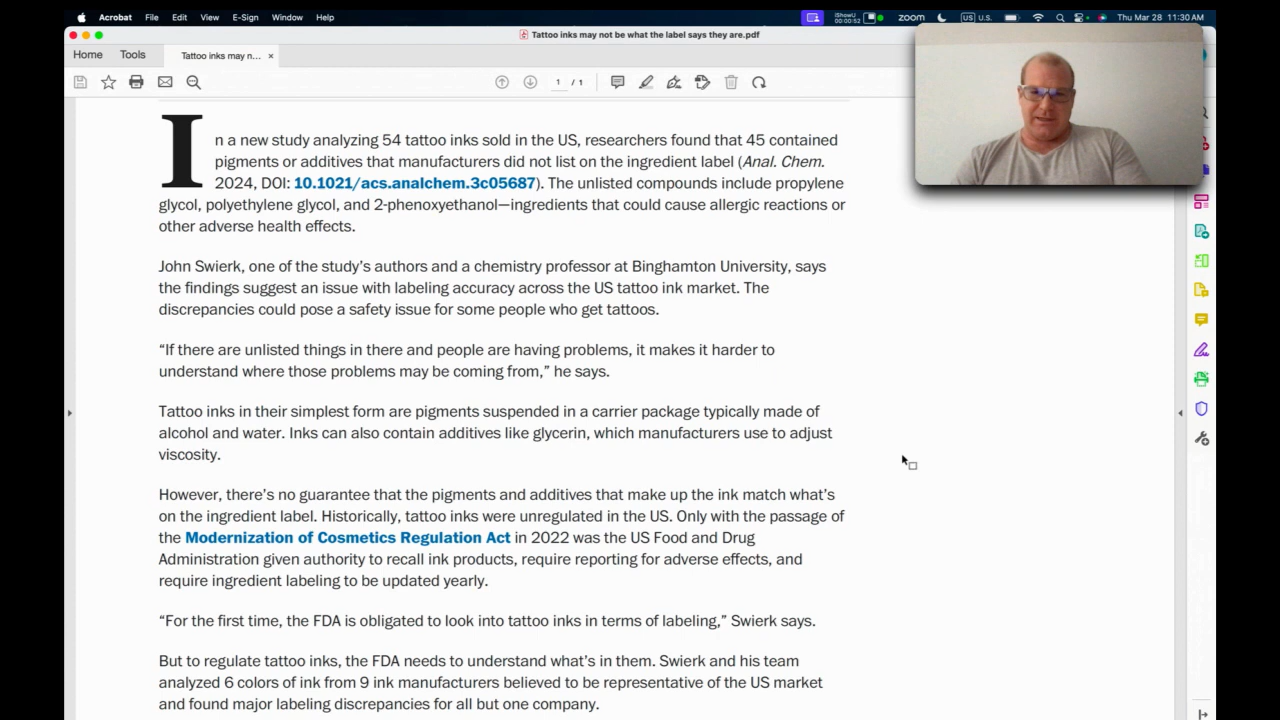 Acrobat File Edit View E-Sign Window Help
iShowU 00:00:52 zoom US U.S. Thu Mar 28 11:30 AM
Tattoo inks may not be what the label says they are.pdf
Home Tools Tattoo inks may n... ×
1 / 1
In a new study analyzing 54 tattoo inks sold in the US, researchers found that 45 contained
pigments or additives that manufacturers did not list on the ingredient label (Anal. Chem.
2024, DOI: 10.1021/acs.analchem.3c05687). The unlisted compounds include propylene
glycol, polyethylene glycol, and 2-phenoxyethanol—ingredients that could cause allergic reactions or
other adverse health effects.
John Swierk, one of the study’s authors and a chemistry professor at Binghamton University, says
the findings suggest an issue with labeling accuracy across the US tattoo ink market. The
discrepancies could pose a safety issue for some people who get tattoos.
“If there are unlisted things in there and people are having problems, it makes it harder to
understand where those problems may be coming from,” he says.
Tattoo inks in their simplest form are pigments suspended in a carrier package typically made of
alcohol and water. Inks can also contain additives like glycerin, which manufacturers use to adjust
viscosity.
However, there’s no guarantee that the pigments and additives that make up the ink match what’s
on the ingredient label. Historically, tattoo inks were unregulated in the US. Only with the passage of
the Modernization of Cosmetics Regulation Act in 2022 was the US Food and Drug
Administration given authority to recall ink products, require reporting for adverse effects, and
require ingredient labeling to be updated yearly.
“For the first time, the FDA is obligated to look into tattoo inks in terms of labeling,” Swierk says.
But to regulate tattoo inks, the FDA needs to understand what’s in them. Swierk and his team
analyzed 6 colors of ink from 9 ink manufacturers believed to be representative of the US market
and found major labeling discrepancies for all but one company.